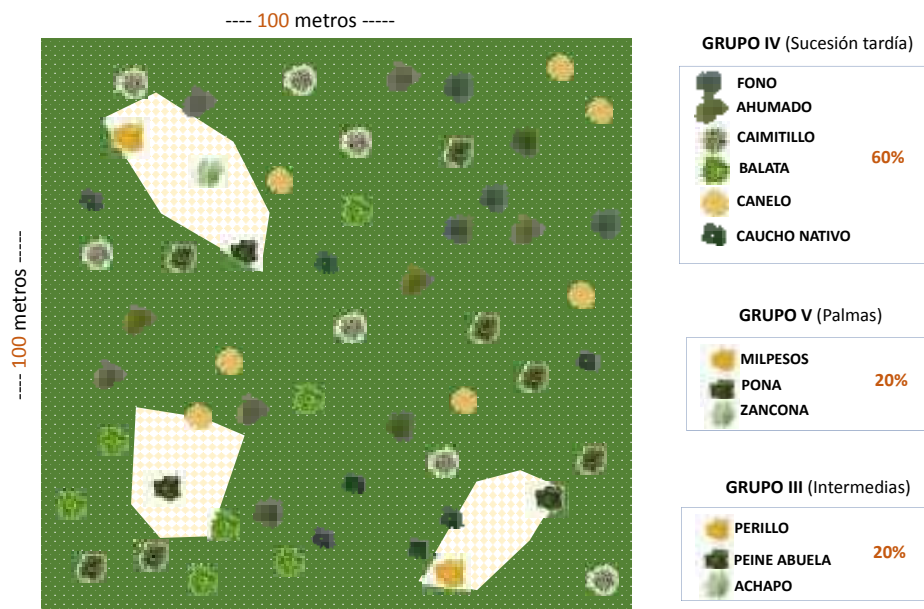 ---- 100 metros -----
---- 100 metros -----
GRUPO IV (Sucesión tardía)
FONO
AHUMADO
CAIMITILLO
60%
BALATA
CANELO
CAUCHO NATIVO
GRUPO V (Palmas)
MILPESOS
PONA
20%
ZANCONA
GRUPO III (Intermedias)
PERILLO
20%
PEINE ABUELA
ACHAPO